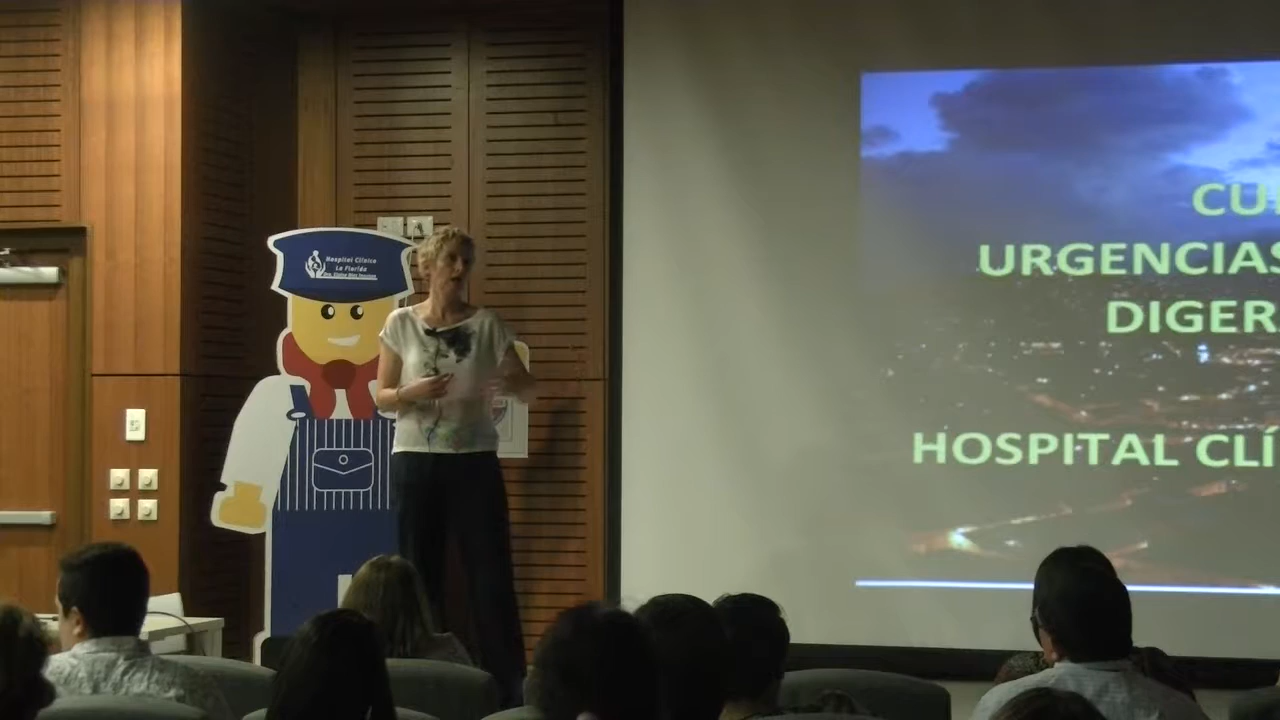 Hospital Clínico
La Florida
CU
URGENCIAS
DIGER
HOSPITAL CLÍ